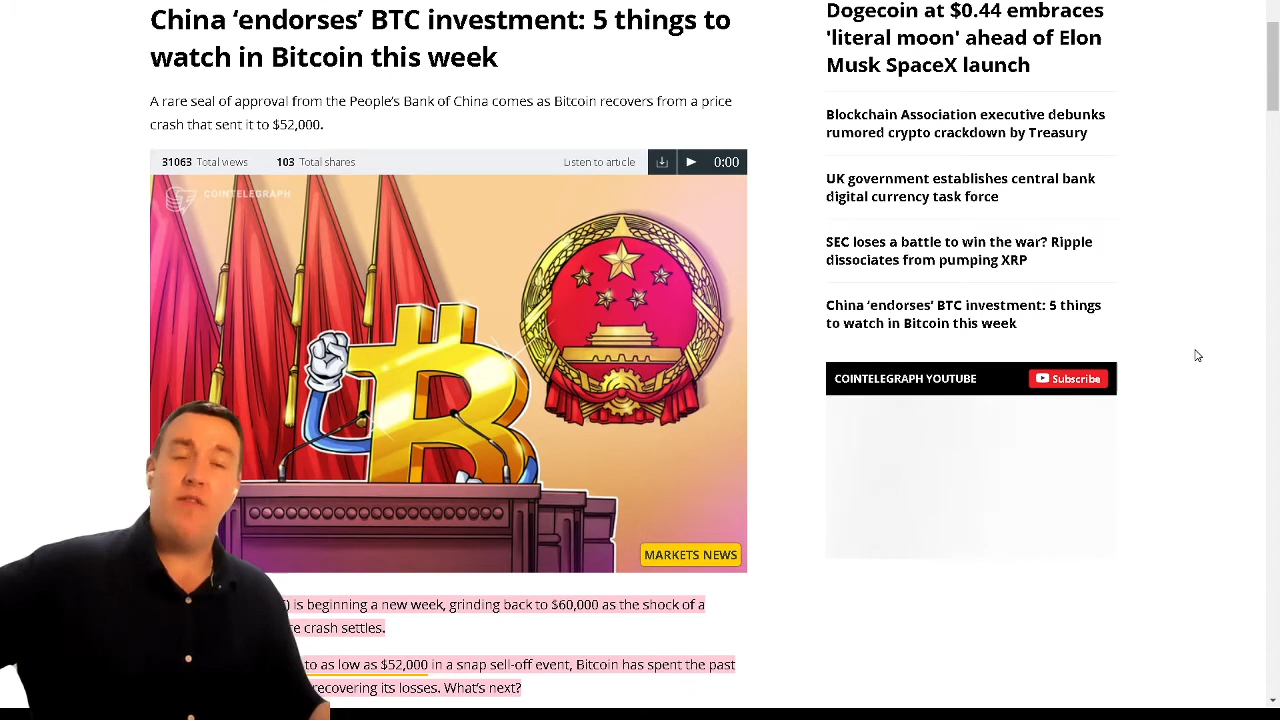 China ‘endorses’ BTC investment: 5 things to
watch in Bitcoin this week
A rare seal of approval from the People’s Bank of China comes as Bitcoin recovers from a price
crash that sent it to $52,000.
31063 Total views 103 Total shares Listen to article 0:00
COINTELEGRAPH
MARKETS NEWS
) is beginning a new week, grinding back to $60,000 as the shock of a
ce crash settles.
to as low as $52,000 in a snap sell-off event, Bitcoin has spent the past
recovering its losses. What’s next?
Dogecoin at $0.44 embraces
'literal moon' ahead of Elon
Musk SpaceX launch
Blockchain Association executive debunks
rumored crypto crackdown by Treasury
UK government establishes central bank
digital currency task force
SEC loses a battle to win the war? Ripple
dissociates from pumping XRP
China ‘endorses’ BTC investment: 5 things
to watch in Bitcoin this week
COINTELEGRAPH YOUTUBE Subscribe